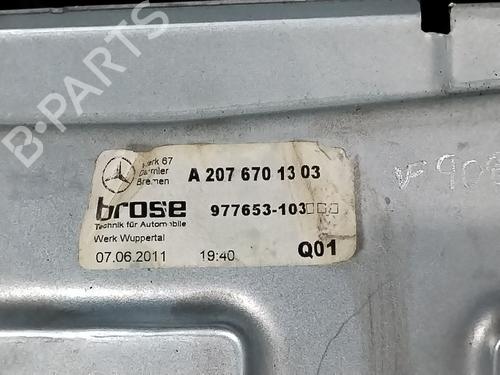 B-PARTS
Werk 67
Daimler
Bremen
A 207 670 13 03
brose
Technik für Automobile
977653-103□□□
Werk Wuppertal
07.06.2011 19:40 Q01